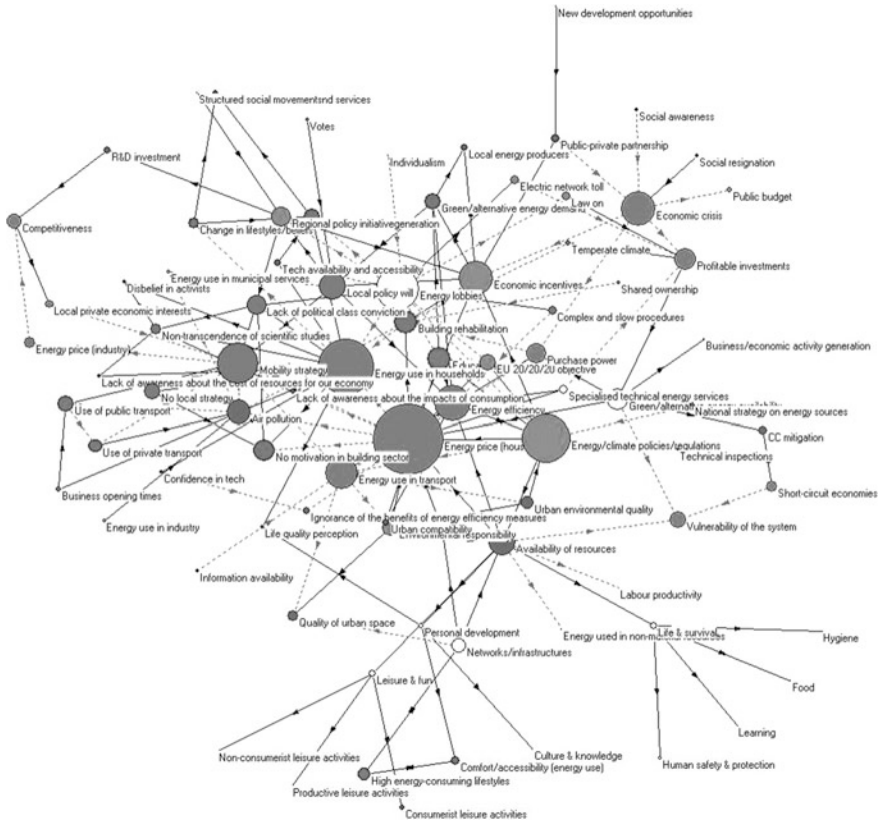 New development opportunities
Structured social movementsnd services
Votes
Social awareness
R&D investment
Individualism
Local energy producers
Public-private partnership
Social resignation
Electric network toll
Law on
Public budget
Green/alternative energy demand
Economic crisis
Competitiveness
Change in lifestyles/beliefs
Regional policy initiativegeneration
Temperate climate
Profitable investments
Tech availability and accessibility
Energy use in municipal services
Disbelief in activists
Local policy will
Energy lobbies
Economic incentives
Shared ownership
Local private economic interests
Lack of political class conviction
Complex and slow procedures
Non-transcendence of scientific studies
Building rehabilitation
Energy price (industry)
Business/economic activity generation
Mobility strategy
Energy use in households
EU 20/20/20 objective
Purchase power
Lack of awareness about the cost of resources for our economy
No local strategy
Lack of awareness about the impacts of consumption
Specialised technical energy services
Use of public transport
Air pollution
Energy efficiency
Green/alterna
National strategy on energy sources
Use of private transport
No motivation in building sector
Energy price (hous
Energy/climate policies/regulations
CC mitigation
Technical inspections
Confidence in tech
Energy use in transport
Business opening times
Short-circuit economies
Energy use in industry
Ignorance of the benefits of energy efficiency measures
Urban environmental quality
Life quality perception
Urban compatibility
Environmental responsibility
Vulnerability of the system
Availability of resources
Information availability
Labour productivity
Quality of urban space
Personal development
Energy used in non-material resources
Life & survival
Hygiene
Networks/infrastructures
Leisure & fun
Food
Learning
Non-consumerist leisure activities
Culture & knowledge
Comfort/accessibility (energy use)
Human safety & protection
High energy-consuming lifestyles
Productive leisure activities
Consumerist leisure activities